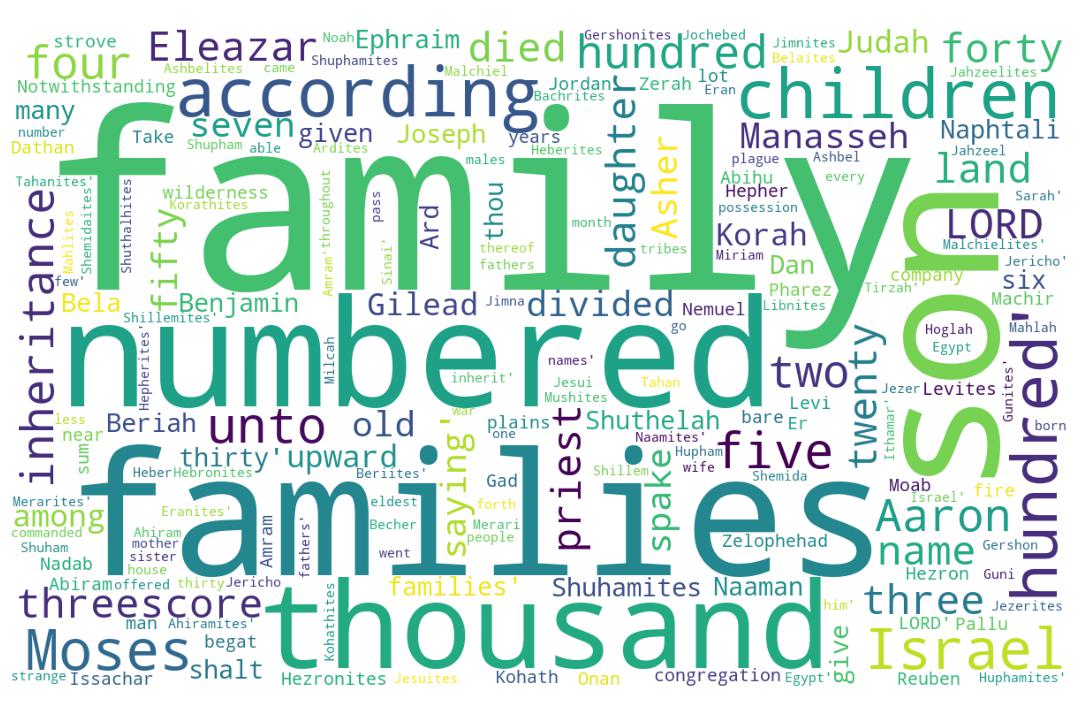 strove
four
Eleazar
Noah
Ephraim
Shuphamites
died
Gershonites
Jochebed
hundred
Jimnites
Belaites
Judah
forty
Notwithstanding
Ashbelites
came
according
Malchiel
Jordan
Bachrites
Zerah
lot
Eran
children
Jahzeelites
many
number
Dathan
Take
seven
Shupham
able
given
Ardites
Joseph
years
Heberites
daughter
Asher
Manasseh
Naphtali
Jahzeel
plague
Ashbel
every
land
family
Tahanites'
Mahlites
Shemidaites
Shuthalhites
wilderness
Korathites
fifty
throughout
Amram'
pass
Sinai'
Ard
males
thou
thereof
fathers
month
tribes
Abihu
Hepher
possession
Korah
Miriam
Dan
Pharez
Libnites
son
Sarah'
LORD
Malchielites'
Jericho'
company
Tirzah'
six
Machir
inheritance
few'
Bela
Benjamin
Shillemites'
Gilead
Jimna
divided
Nemuel
go
numbered
Hepherites'
Milcah
names'
inherit'
Jesui
Mushites
Tahan
two
twenty
Hoglah
Egypt
Mahlah
Gunites'
hundred'
Jezer
Levites
born
less
near
sum
Beriah
unto
old
war
saying'
plains
one
priest
Shuthelah
bare
Er
Levi
Ithamar'
thirty'
upward
Heber
Hebronites
Beriites'
Shillem
spake
Naamites'
Hupham
wife
five
Shemida
Moab
Israel'
fire
families
Merarites'
among
commanded
Eranites'
Ahiram
mother
sister
house
Amram
fathers'
eldest
Becher
went
Gad
forth
Merari
people
Zelophehad
Aaron
name
Gershon
Hezron
Guni
Shuham
Nadab
Abiram
offered
thirty
Jericho
families'
Shuhamites
Naaman
threescore
thousand
him'
three
Jezerites
man
Ahiramites'
Kohathites
LORD'
Pallu
Moses
begat
shalt
give
Israel
strange
Issachar
Hezronites
Jesuites
Kohath
Onan
congregation
Egypt'
Reuben
Huphamites'